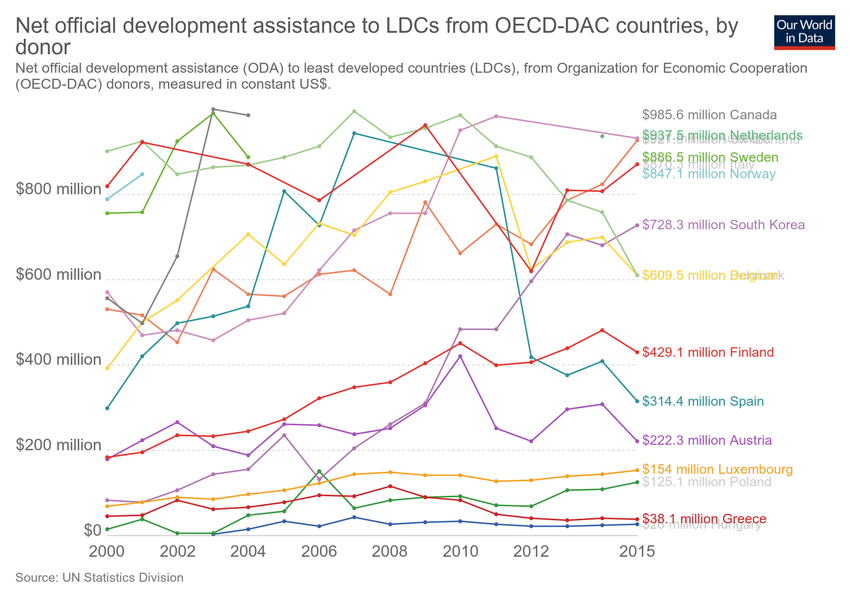 Net official development assistance to LDCs from OECD-DAC countries, by
donor
Our World
in Data
Net official development assistance (ODA) to least developed countries (LDCs), from Organization for Economic Cooperation
(OECD-DAC) donors, measured in constant US$.
$985.6 million Canada
$937.5 million Netherlands
$886.5 million Sweden
$847.1 million Norway
$800 million
$728.3 million South Korea
$600 million
$609.5 million Belgium
$400 million
$429.1 million Finland
$314.4 million Spain
$200 million
$222.3 million Austria
$154 million Luxembourg
$125.1 million Poland
$38.1 million Greece
Hungary
$0
2000
2002
2004
2006
2008
2010
2012
2015
Source: UN Statistics Division